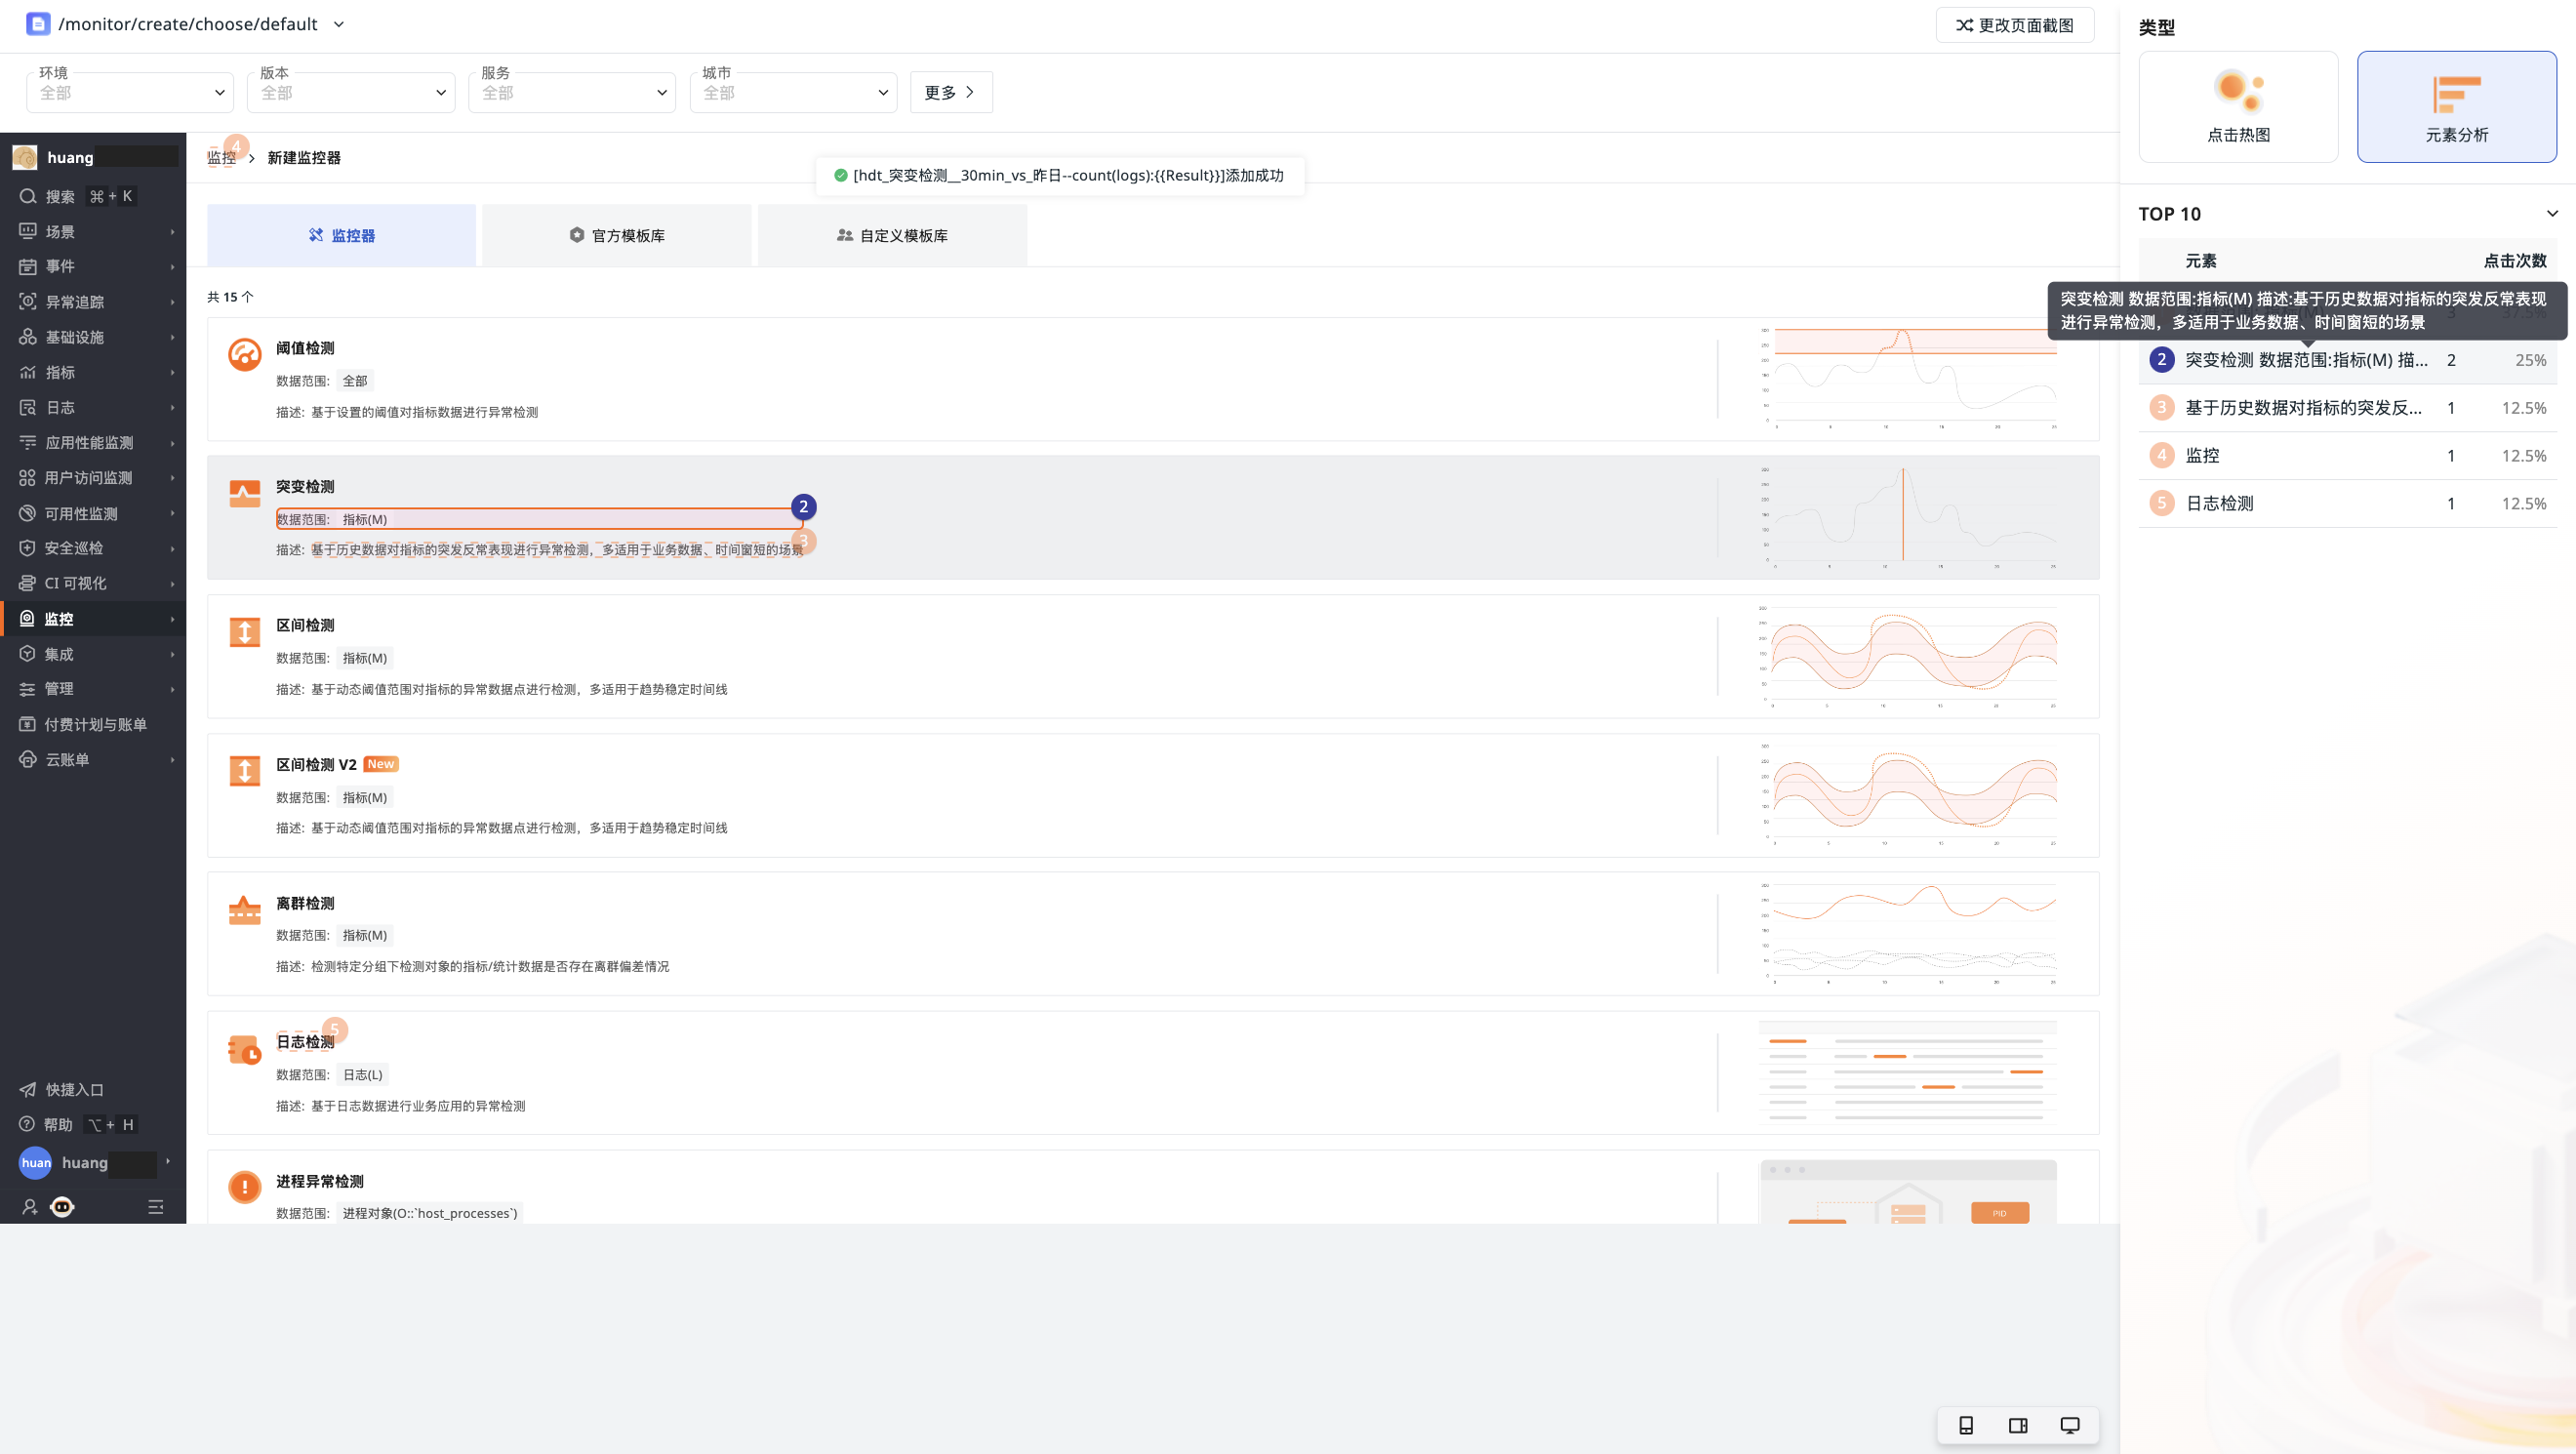 /monitor/create/choose/default
更改页面截图
环境
全部
版本
全部
服务
全部
城市
全部
更多
huang
搜索 ⌘ + K
场景
事件
异常追踪
基础设施
指标
日志
应用性能监测
用户访问监测
可用性监测
安全巡检
CI 可视化
监控
集成
管理
付费计划与账单
云账单
快捷入口
帮助 ⌥ + H
huan
huang
监控 4 > 新建监控器
[hdt_突变检测__30min_vs_昨日--count(logs):{{Result}}]添加成功
监控器
官方模板库
自定义模板库
共 15 个
阈值检测
数据范围: 全部
描述: 基于设置的阈值对指标数据进行异常检测
突变检测
数据范围: 指标(M) 2
描述: 基于历史数据对指标的突发反常表现进行异常检测，多适用于业务数据、时间窗短的场景 3
区间检测
数据范围: 指标(M)
描述: 基于动态阈值范围对指标的异常数据点进行检测，多适用于趋势稳定时间线
区间检测 V2 New
数据范围: 指标(M)
描述: 基于动态阈值范围对指标的异常数据点进行检测，多适用于趋势稳定时间线
离群检测
数据范围: 指标(M)
描述: 检测特定分组下检测对象的指标/统计数据是否存在离群偏差情况
日志检测 5
数据范围: 日志(L)
描述: 基于日志数据进行业务应用的异常检测
进程异常检测
数据范围: 进程对象(O::`host_processes`)
PID
类型
点击热图
元素分析
TOP 10
元素 点击次数
突变检测 数据范围:指标(M) 描述:基于历史数据对指标的突发反常表现
进行异常检测，多适用于业务数据、时间窗短的场景
2 突变检测 数据范围:指标(M) 描... 2 25%
3 基于历史数据对指标的突发反... 1 12.5%
4 监控 1 12.5%
5 日志检测 1 12.5%